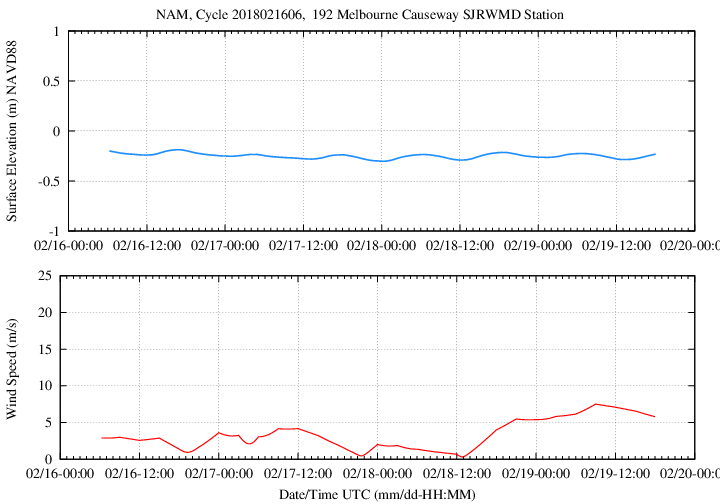 NAM, Cycle 2018021606,  192 Melbourne Causeway SJRWMD Station
Surface Elevation (m) NAVD88
1
0.5
0
-0.5
-1
02/16-00:00 02/16-12:00 02/17-00:00 02/17-12:00 02/18-00:00 02/18-12:00 02/19-00:00 02/19-12:00 02/20-0
Wind Speed (m/s)
25
20
15
10
5
0
02/16-00:00 02/16-12:00 02/17-00:00 02/17-12:00 02/18-00:00 02/18-12:00 02/19-00:00 02/19-12:00 02/20-0
Date/Time UTC (mm/dd-HH:MM)